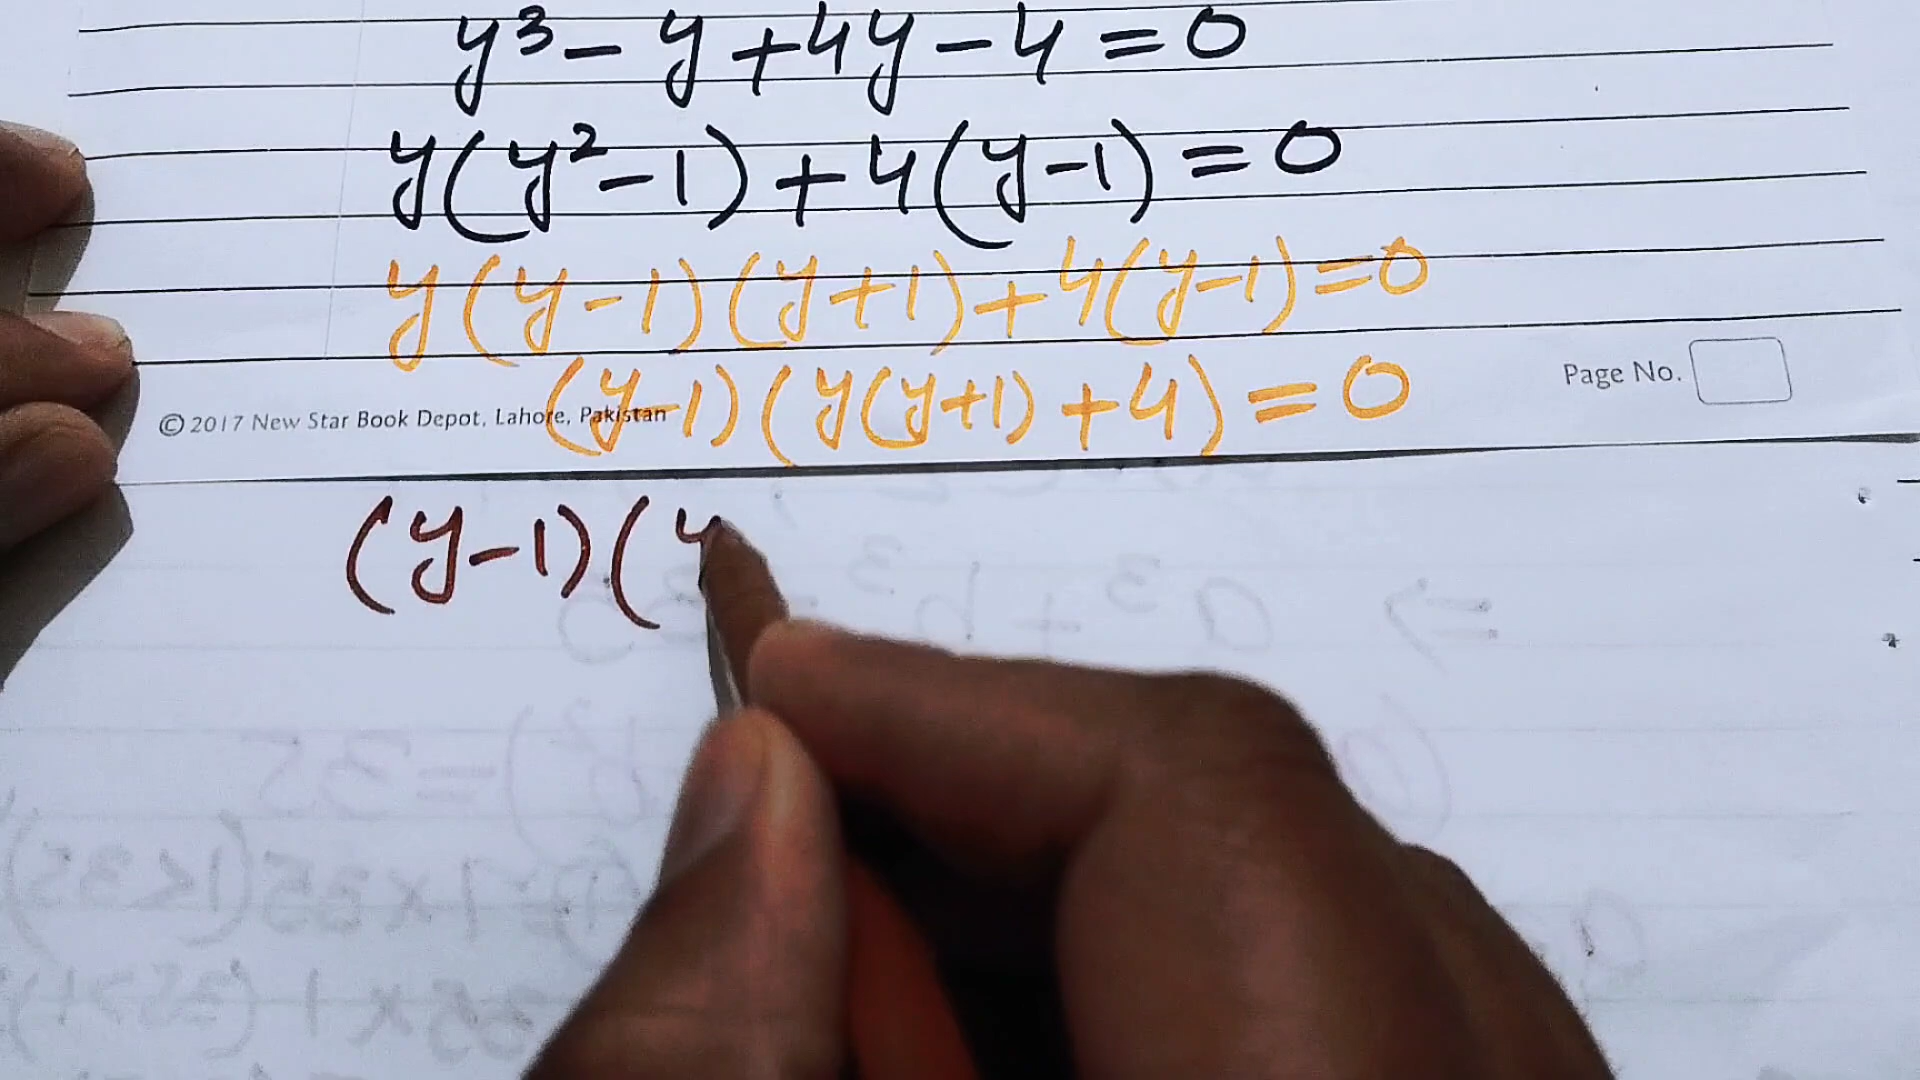 y³ - y + 4y - 4 = 0
y(y² - 1) + 4(y - 1) = 0
y(y - 1)(y + 1) + 4(y - 1) = 0
(y - 1)(y(y + 1) + 4) = 0
Page No.
© 2017 New Star Book Depot, Lahore, Pakistan
(y - 1)(y